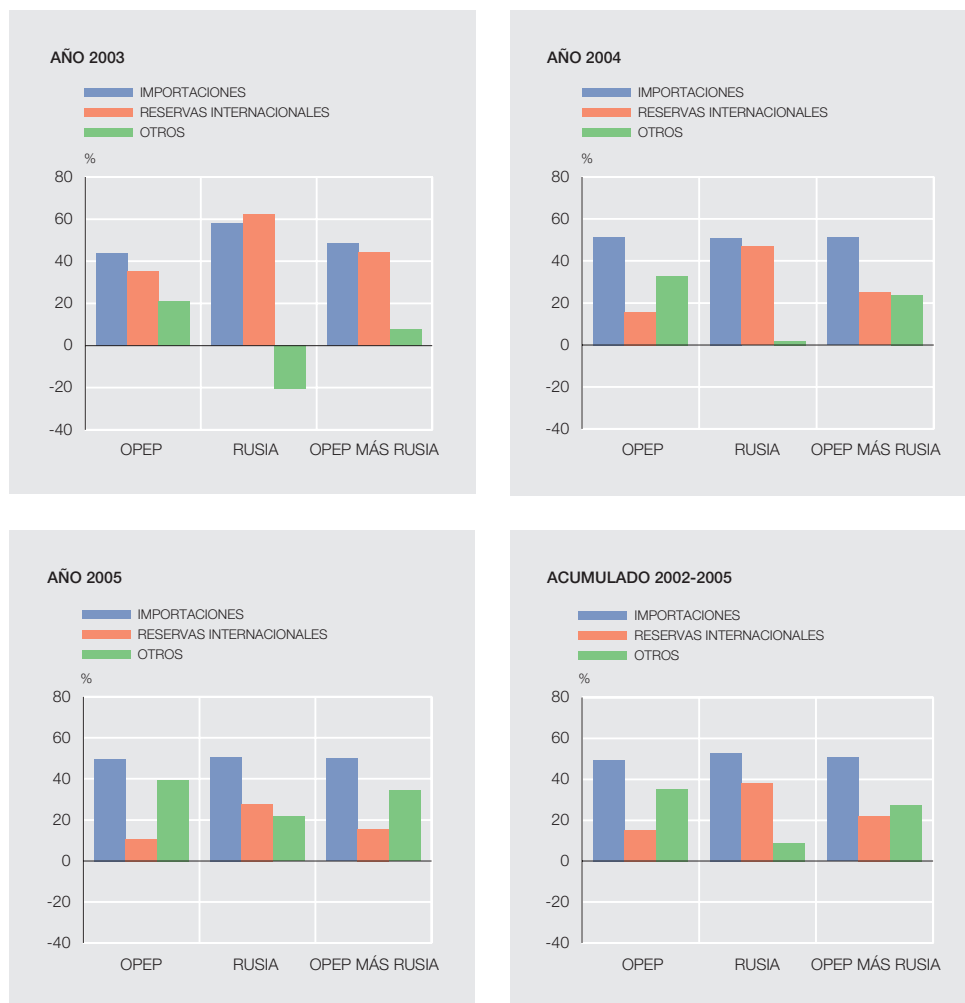 AÑO 2003
IMPORTACIONES
RESERVAS INTERNACIONALES
OTROS
%
80
60
40
20
0
-20
-40
OPEP RUSIA OPEP MÁS RUSIA
AÑO 2004
IMPORTACIONES
RESERVAS INTERNACIONALES
OTROS
%
80
60
40
20
0
-20
-40
OPEP RUSIA OPEP MÁS RUSIA
AÑO 2005
IMPORTACIONES
RESERVAS INTERNACIONALES
OTROS
%
80
60
40
20
0
-20
-40
OPEP RUSIA OPEP MÁS RUSIA
ACUMULADO 2002-2005
IMPORTACIONES
RESERVAS INTERNACIONALES
OTROS
%
80
60
40
20
0
-20
-40
OPEP RUSIA OPEP MÁS RUSIA